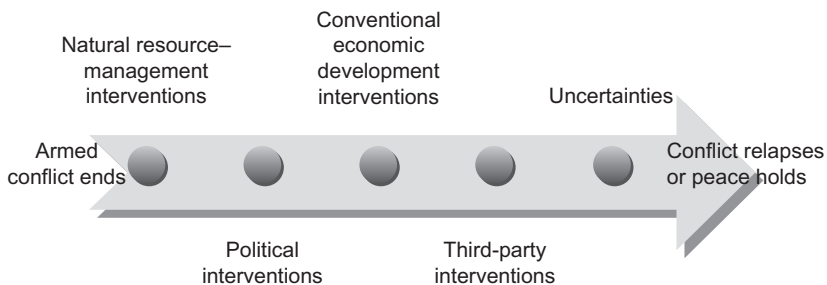 Natural resource–
management
interventions
Conventional
economic
development
interventions
Uncertainties
Armed
conflict ends
Conflict relapses
or peace holds
Political
interventions
Third-party
interventions